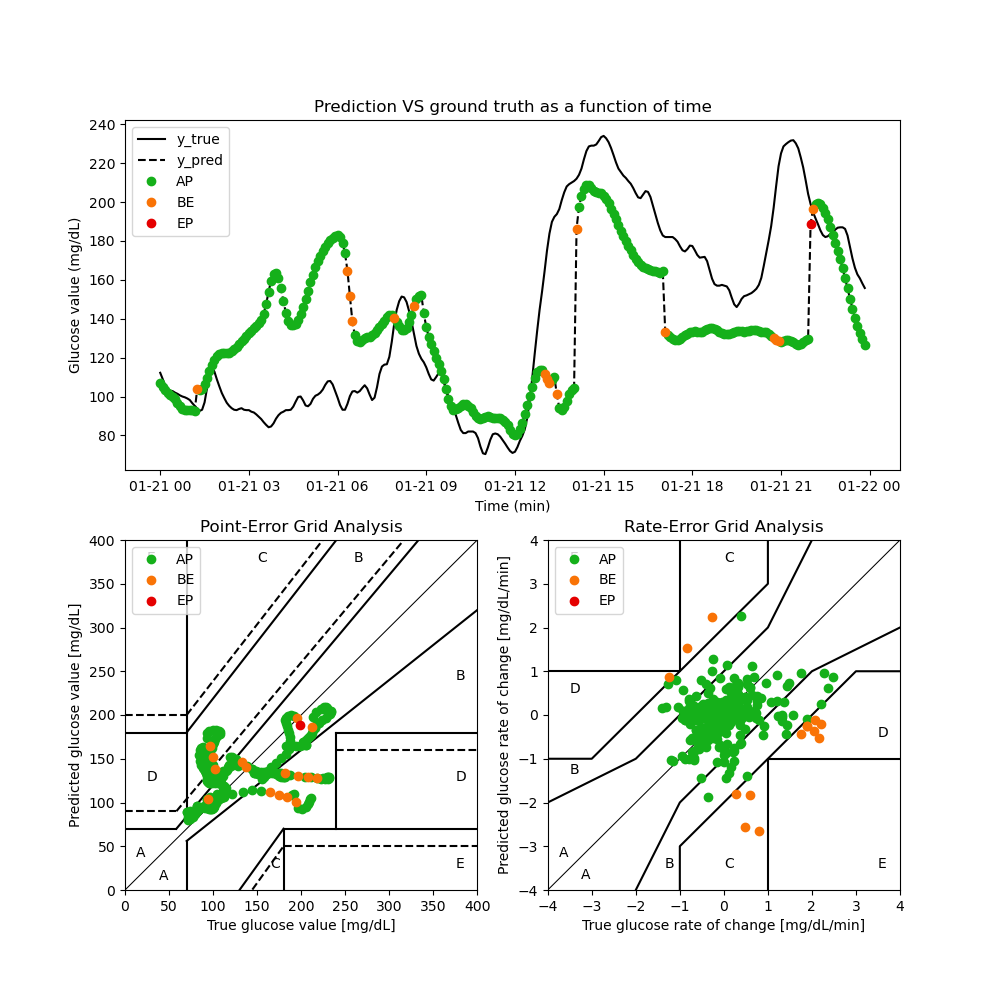 Prediction VS ground truth as a function of time
Glucose value (mg/dL)
240
220
200
180
160
140
120
100
80
y_true
y_pred
AP
BE
EP
01-21 00 01-21 03 01-21 06 01-21 09 01-21 12 01-21 15 01-21 18 01-21 21 01-22 00
Time (min)
Point-Error Grid Analysis
Predicted glucose value [mg/dL]
400
350
300
250
200
150
100
50
0
AP
BE
EP
C B
B
D D
A
A C E
0 50 100 150 200 250 300 350 400
True glucose value [mg/dL]
Rate-Error Grid Analysis
Predicted glucose rate of change [mg/dL/min]
4
3
2
1
0
−1
−2
−3
−4
AP
BE
EP
C
D
D
B
A
A B C E
−4 −3 −2 −1 0 1 2 3 4
True glucose rate of change [mg/dL/min]